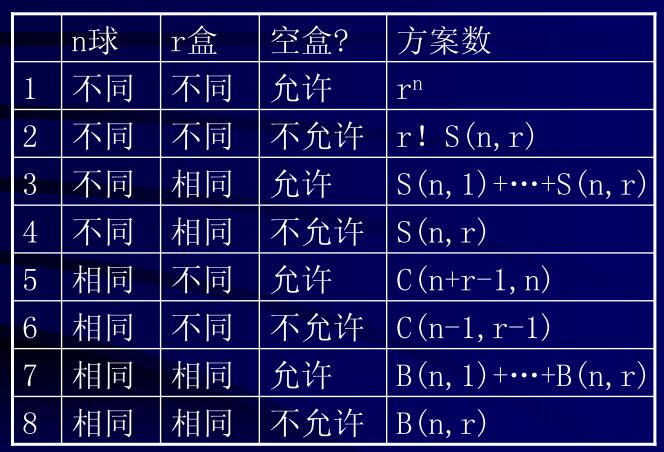 n球 r盒 空盒? 方案数
1 不同 不同 允许 rⁿ
2 不同 不同 不允许 r! S(n,r)
3 不同 相同 允许 S(n,1)+…+S(n,r)
4 不同 相同 不允许 S(n,r)
5 相同 不同 允许 C(n+r-1,n)
6 相同 不同 不允许 C(n-1,r-1)
7 相同 相同 允许 B(n,1)+…+B(n,r)
8 相同 相同 不允许 B(n,r)